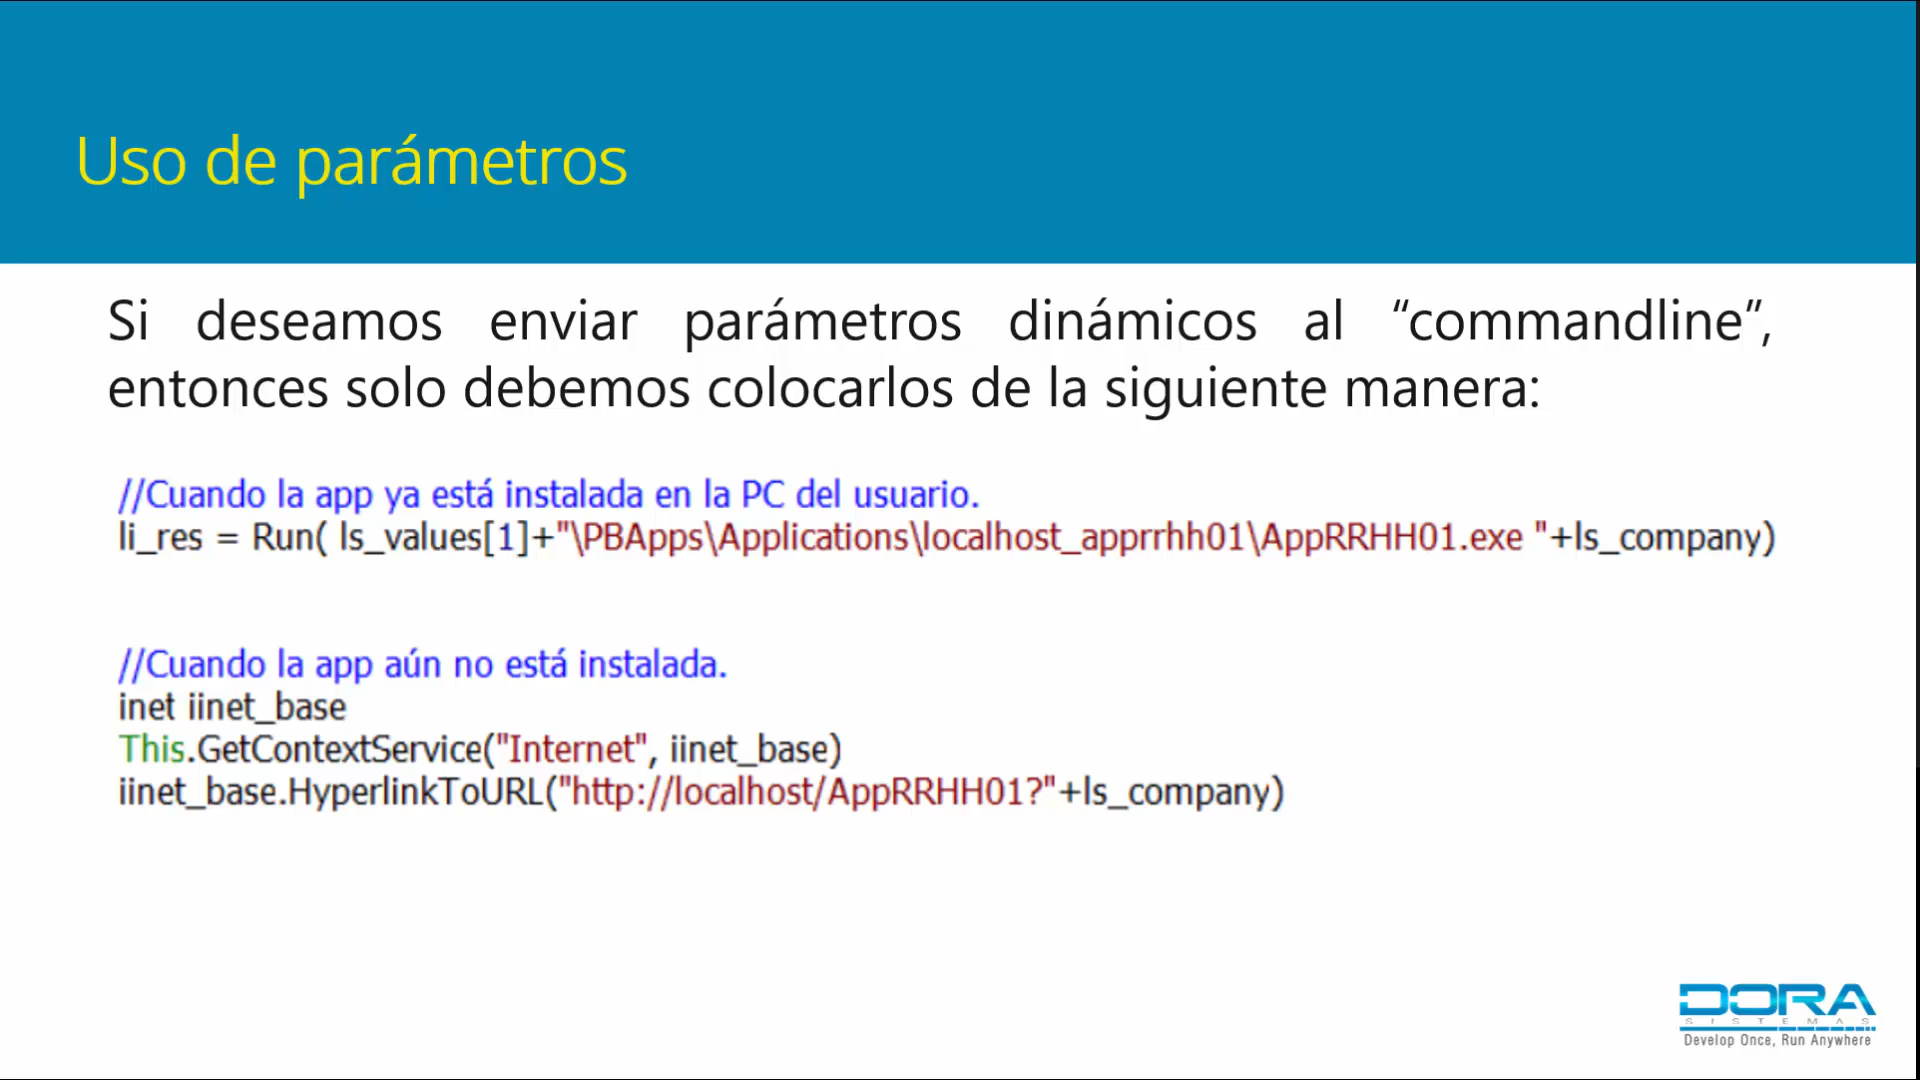 Uso de parámetros
Si deseamos enviar parámetros dinámicos al “commandline”,
entonces solo debemos colocarlos de la siguiente manera:
//Cuando la app ya está instalada en la PC del usuario.
li_res = Run( ls_values[1]+"\PBApps\Applications\localhost_apprrhh01\AppRRHH01.exe "+ls_company)
//Cuando la app aún no está instalada.
inet iinet_base
This.GetContextService("Internet", iinet_base)
iinet_base.HyperlinkToURL("http://localhost/AppRRHH01?"+ls_company)
DORA
SISTEMAS
Develop Once, Run Anywhere